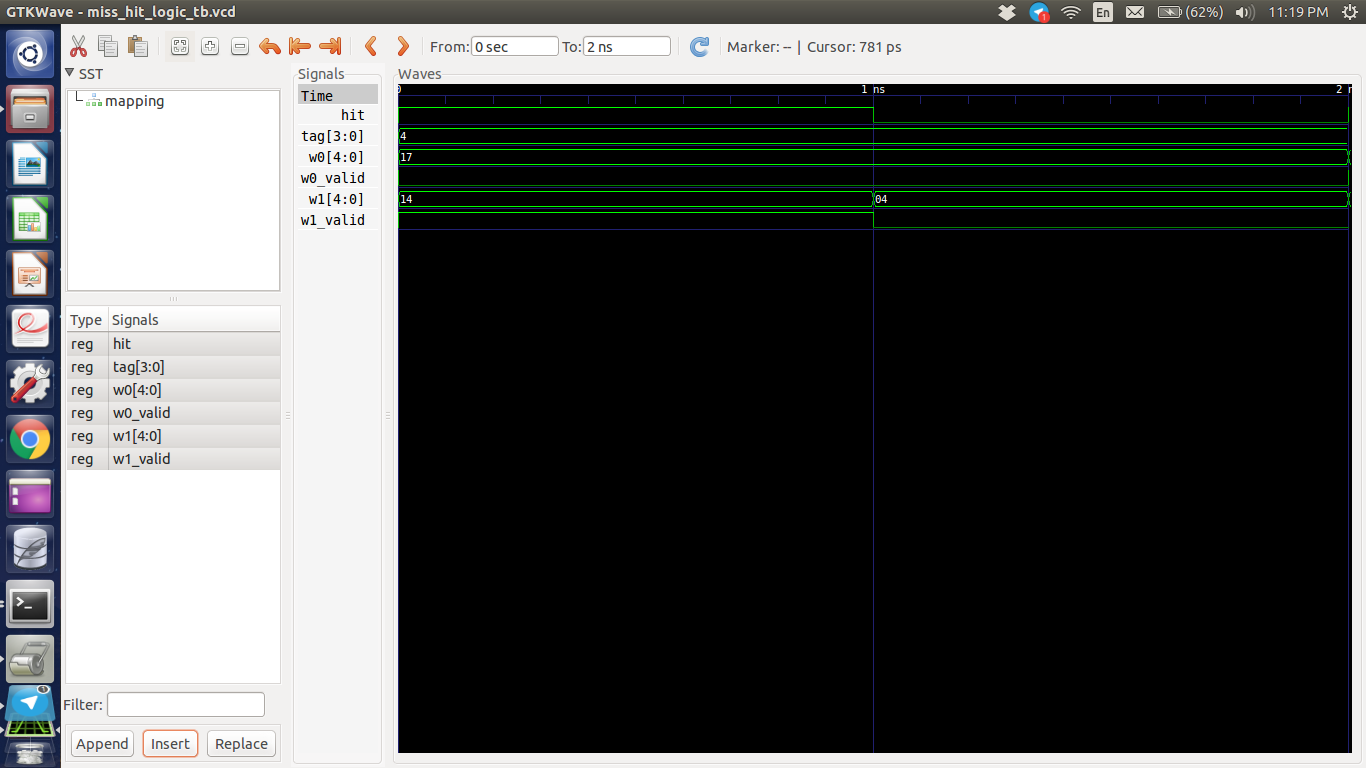 GTKWave - miss_hit_logic_tb.vcd
1
En
(62%)
11:19 PM
From: 0 sec To: 2 ns
Marker: -- | Cursor: 781 ps
SST
mapping
Type Signals
reg hit
reg tag[3:0]
reg w0[4:0]
reg w0_valid
reg w1[4:0]
reg w1_valid
Filter:
Append Insert Replace
Signals
Time
hit
tag[3:0]
w0[4:0]
w0_valid
w1[4:0]
w1_valid
Waves
0 1 ns 2
4
17
14 04